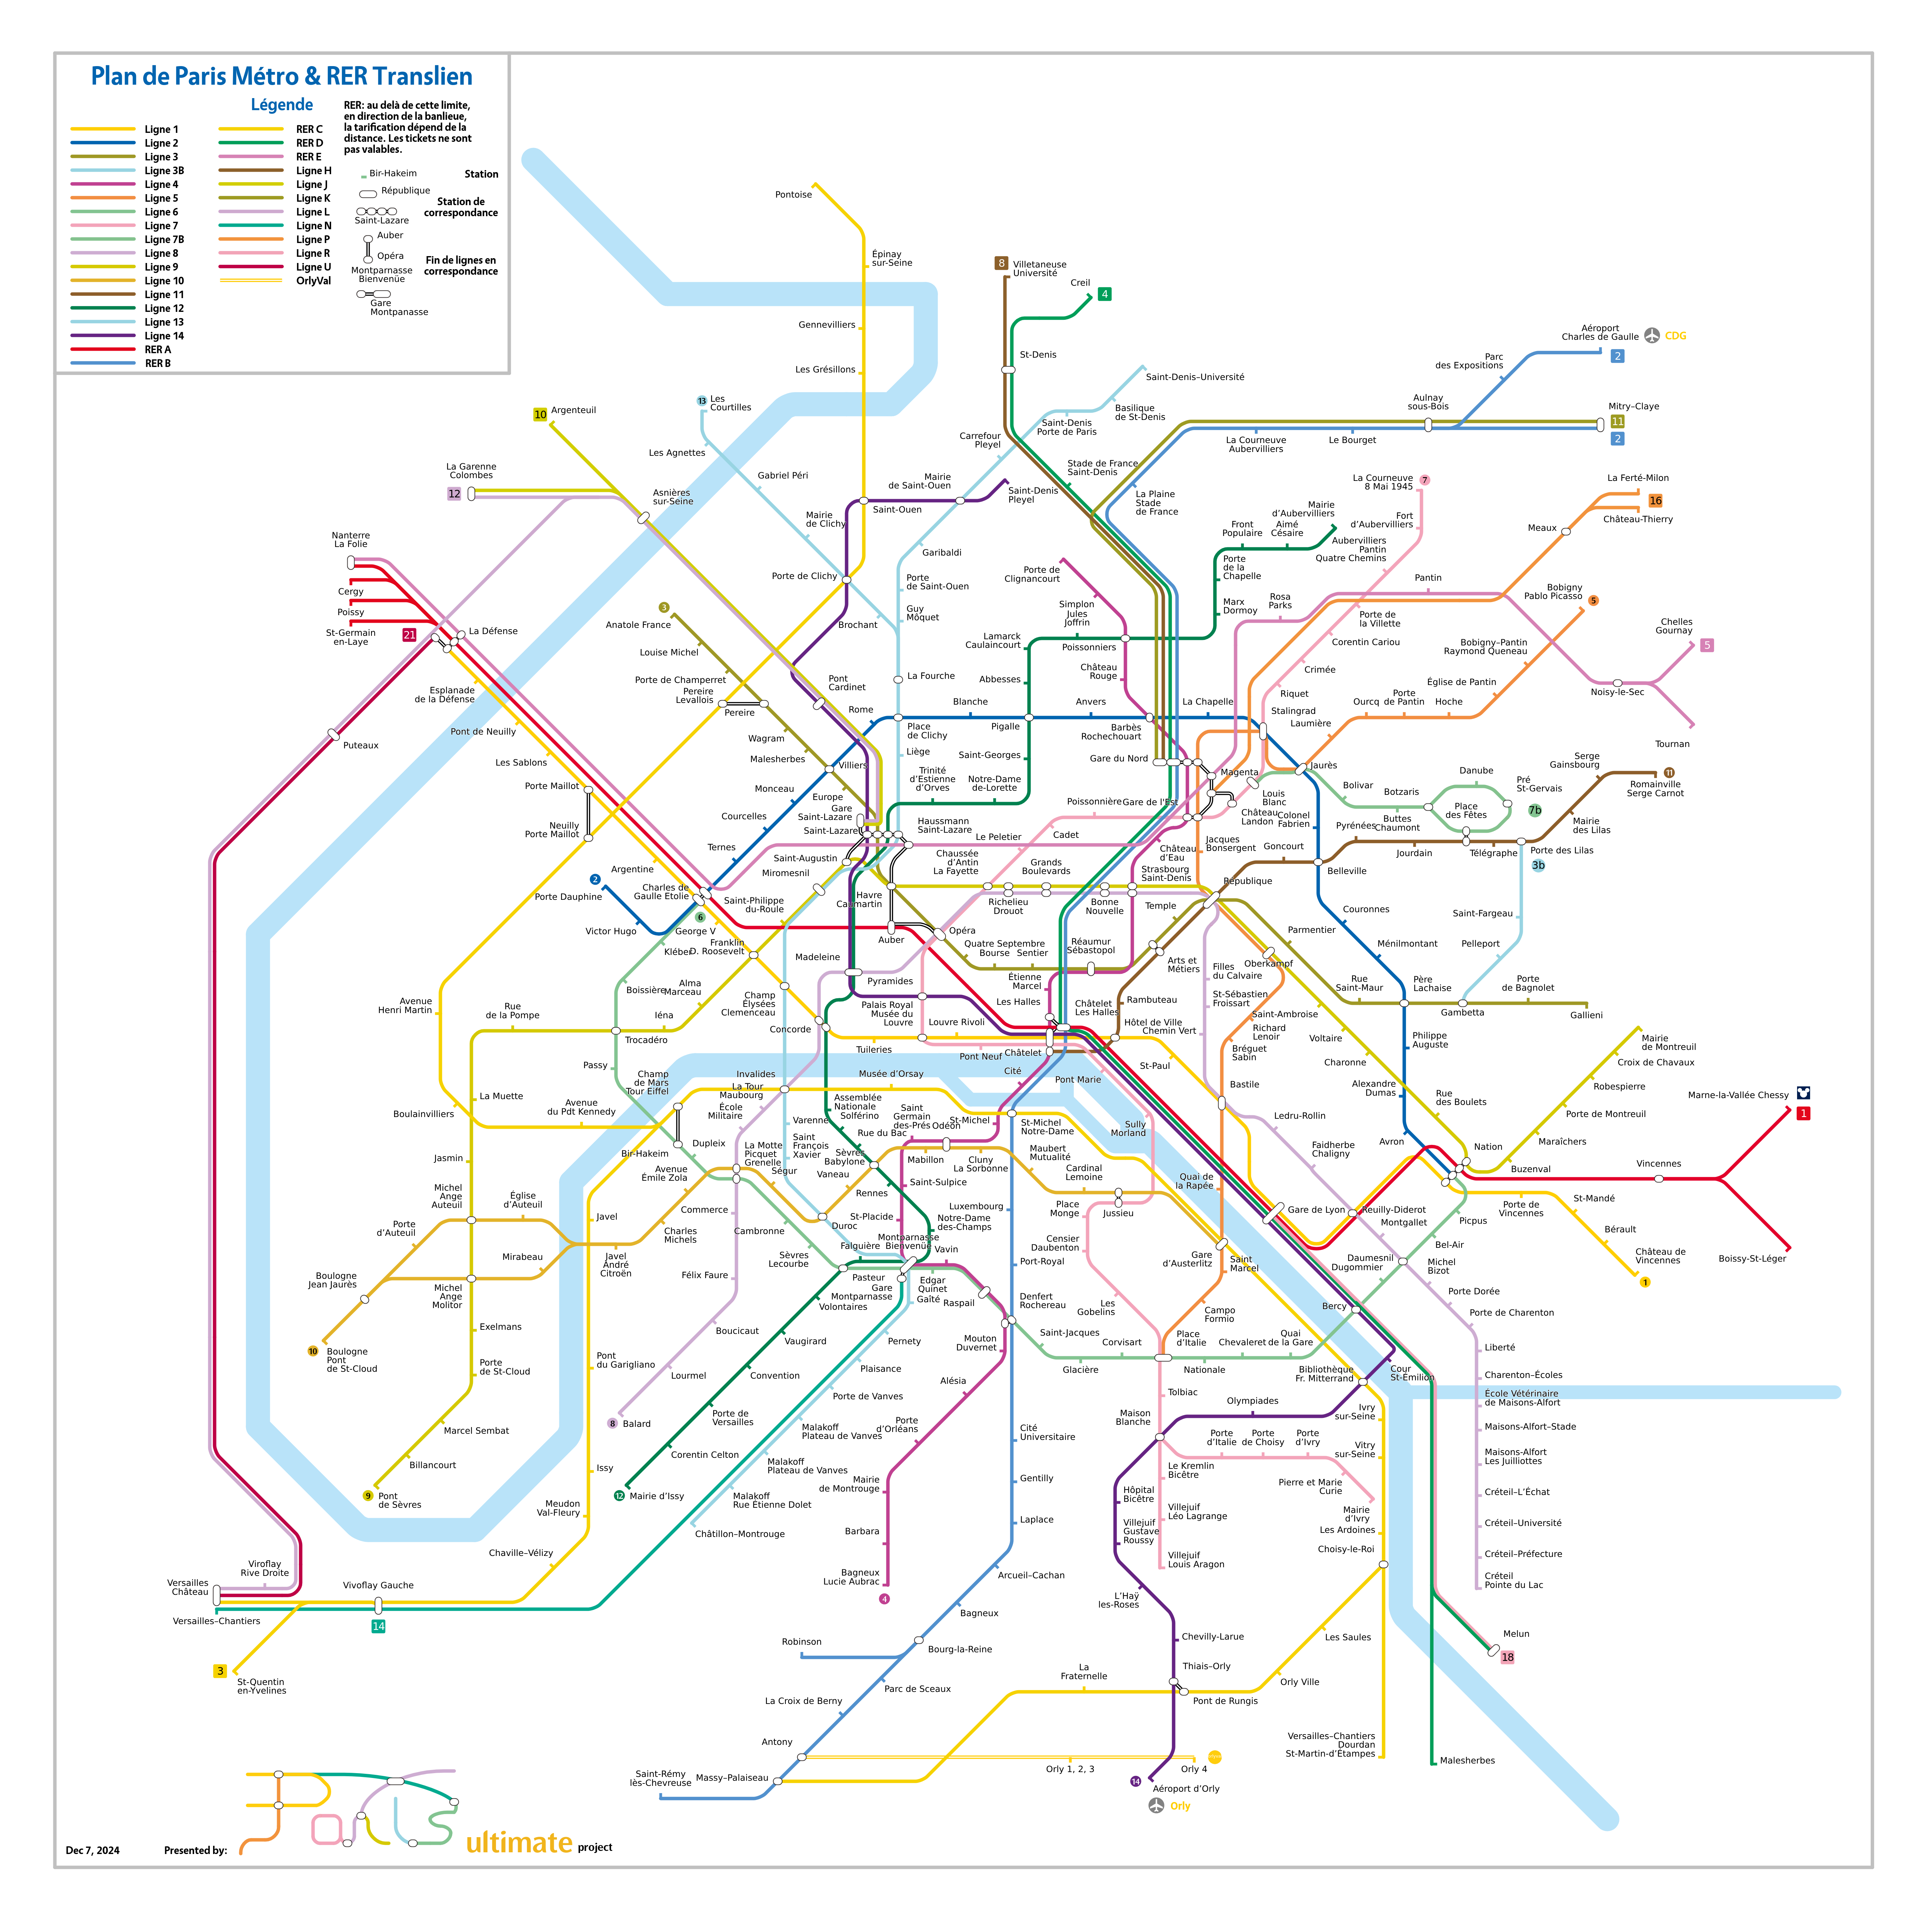 Plan de Paris Métro & RER Translien
Légende
Ligne 1
Ligne 2
Ligne 3
Ligne 3B
Ligne 4
Ligne 5
Ligne 6
Ligne 7
Ligne 7B
Ligne 8
Ligne 9
Ligne 10
Ligne 11
Ligne 12
Ligne 13
Ligne 14
RER A
RER B
RER C
RER D
RER E
Ligne H
Ligne J
Ligne K
Ligne L
Ligne N
Ligne P
Ligne R
Ligne U
OrlyVal
RER: au delà de cette limite,
en direction de la banlieue,
la tarification dépend de la
distance. Les tickets ne sont
pas valables.
Bir-Hakeim
Station
République
Station de
correspondance
Saint-Lazare
Auber
Opéra
Fin de lignes en
correspondance
Montparnasse
Bienvenüe
Gare
Montpanasse
Pontoise
Épinay
sur-Seine
Gennevilliers
Les Grésillons
8
Villetaneuse
Université
Creil
4
St-Denis
Saint-Denis–Université
Basilique
de St-Denis
Saint-Denis
Porte de Paris
Carrefour
Pleyel
Stade de France
Saint-Denis
La Plaine
Stade
de France
Aéroport
Charles de Gaulle
CDG
2
Parc
des Expositions
Aulnay
sous-Bois
Mitry–Claye
11
2
La Courneuve
Aubervilliers
Le Bourget
10
Argenteuil
13
Les
Courtilles
Les Agnettes
Gabriel Péri
Mairie
de Clichy
La Garenne
Colombes
12
Asnières
sur-Seine
Mairie
de Saint-Ouen
Saint-Ouen
Saint-Denis
Pleyel
Garibaldi
Porte de Clichy
Porte
de Saint-Ouen
Guy
Môquet
Brochant
La Fourche
Nanterre
La Folie
Cergy
Poissy
St-Germain
en-Laye
21
La Défense
Esplanade
de la Défense
Pont de Neuilly
Les Sablons
Porte Maillot
Neuilly
Porte Maillot
Argentine
Puteaux
3
Anatole France
Louise Michel
Porte de Champerret
Pereire
Levallois
Pereire
Wagram
Malesherbes
Villiers
Pont
Cardinet
Rome
Place
de Clichy
Liège
Blanche
Pigalle
Anvers
Barbès
Rochechouart
La Chapelle
Stalingrad
Porte de
Clignancourt
Simplon
Jules
Joffrin
Lamarck
Caulaincourt
Poissonniers
Château
Rouge
Abbesses
Saint-Georges
Notre-Dame
de-Lorette
Trinité
d'Estienne
d'Orves
Front
Populaire
Aimé
Césaire
Mairie
d'Aubervilliers
Porte
de la
Chapelle
Marx
Dormoy
Rosa
Parks
La Courneuve
8 Mai 1945
7
Fort
d'Aubervilliers
Aubervilliers
Pantin
Quatre Chemins
Porte de
la Villette
Corentin Cariou
Crimée
Riquet
Pantin
La Ferté-Milon
16
Château-Thierry
Meaux
Bobigny
Pablo Picasso
5
Bobigny–Pantin
Raymond Queneau
Église de Pantin
Hoche
Porte
de Pantin
Ourcq
Laumière
Jaurès
Chelles
Gournay
5
Noisy-le-Sec
Tournan
Monceau
Courcelles
Ternes
Europe
Gare
Saint-Lazare
Saint-Lazare
Haussmann
Saint-Lazare
Saint-Augustin
Miromesnil
Saint-Philippe
du-Roule
Havre
Caumartin
Auber
Opéra
Chaussée
d'Antin
La Fayette
Le Peletier
Cadet
Poissonnière
Gare de l'Est
Gare du Nord
Magenta
Louis
Blanc
Château
Landon
Colonel
Fabrien
Jacques
Bonsergent
Château
d'Eau
Strasbourg
Saint-Denis
Grands
Boulevards
Richelieu
Drouot
Bonne
Nouvelle
République
Temple
Goncourt
Belleville
Pyrénées
Jourdain
Bolivar
Buttes
Chaumont
Botzaris
Danube
Place
des Fêtes
Pré
St-Gervais
7b
Télégraphe
Porte des Lilas
3b
Mairie
des Lilas
Serge
Gainsbourg
11
Romainville
Serge Carnot
Saint-Fargeau
Pelleport
Porte
de Bagnolet
Gambetta
Gallieni
Couronnes
Ménilmontant
Père
Lachaise
Philippe
Auguste
Alexandre
Dumas
Avron
Nation
Parmentier
Rue
Saint-Maur
Oberkampf
Saint-Ambroise
Voltaire
Charonne
Rue
des Boulets
Richard
Lenoir
Bréguet
Sabin
Bastile
2
Porte Dauphine
Victor Hugo
Charles de
Gaulle Étoile
6
Kléber
George V
Franklin
D. Roosevelt
Boissière
Alma
Marceau
Iéna
Trocadéro
Rue
de la Pompe
Avenue
Henri Martin
Passy
Champ
de Mars
Tour Eiffel
La Muette
Boulainvilliers
Avenue
du Pdt Kennedy
Champ
Élysées
Clemenceau
Concorde
Madeleine
Pyramides
Palais Royal
Musée du
Louvre
Tuileries
Louvre Rivoli
Pont Neuf
Châtelet
Les Halles
Châtelet
Les Halles
Étienne
Marcel
Réaumur
Sébastopol
Quatre Septembre
Bourse
Sentier
Arts et
Métiers
Rambuteau
Hôtel de Ville
Filles
du Calvaire
St-Sébastien
Froissart
Chemin Vert
St-Paul
Pont Marie
Sully
Morland
Cité
St-Michel
St-Michel
Notre-Dame
Invalides
La Tour
Maubourg
École
Militaire
Musée d'Orsay
Assemblée
Nationale
Solférino
Rue du Bac
Varenne
Saint
François
Xavier
Sèvres
Babylone
Vaneau
Rennes
Saint
Germain
des-Prés
Odéon
Mabillon
Cluny
La Sorbonne
Maubert
Mutualité
Cardinal
Lemoine
Jussieu
Place
Monge
Censier
Daubenton
Les
Gobelins
Saint-Sulpice
St-Placide
Luxembourg
Port-Royal
Notre-Dame
des-Champs
Montparnasse
Bienvenüe
Vavin
Falguière
Pasteur
Gare
Montparnasse
Edgar
Quinet
Gaîté
Raspail
Denfert
Rochereau
Mouton
Duvernet
Saint-Jacques
Glacière
Corvisart
Place
d'Italie
Nationale
Chevaleret
Quai
de la Gare
Bercy
Dugommier
Daumesnil
Bel-Air
Picpus
Montgallet
Reuilly-Diderot
Gare de Lyon
Faidherbe
Chaligny
Ledru-Rollin
Quai de
la Rapée
Gare
d'Austerlitz
Saint
Marcel
Campo
Formio
Dupleix
Bir-Hakeim
La Motte
Picquet
Grenelle
Ségur
Avenue
Émile Zola
Commerce
Cambronne
Sèvres
Lecourbe
Duroc
Charles
Michels
Javel
Javel
André
Citroën
Félix Faure
Boucicaut
Lourmel
8
Balard
Jasmin
Michel
Ange
Auteuil
Église
d'Auteuil
Porte
d'Auteuil
Mirabeau
Boulogne
Jean Jaurès
Michel
Ange
Molitor
10
Boulogne
Pont
de St-Cloud
Exelmans
Porte
de St-Cloud
Marcel Sembat
Billancourt
9
Pont
de Sèvres
Pont
du Garigliano
Issy
Meudon
Val-Fleury
Chaville–Vélizy
Volontaires
Vaugirard
Convention
Porte de
Versailles
Corentin Celton
12
Mairie d'Issy
Pernety
Plaisance
Porte de Vanves
Malakoff
Plateau de Vanves
Malakoff
Plateau de Vanves
Malakoff
Rue Étienne Dolet
Châtillon–Montrouge
Alésia
Porte
d'Orléans
Mairie
de Montrouge
Barbara
Bagneux
Lucie Aubrac
4
Cité
Universitaire
Gentilly
Laplace
Arcueil–Cachan
Bagneux
Bourg-la-Reine
Robinson
Parc de Sceaux
La Croix de Berny
Antony
Massy–Palaiseau
Saint-Rémy
lès-Chevreuse
Orly 1, 2, 3
Orly 4
14
Aéroport d'Orly
Orly
La
Fraternelle
Thiais–Orly
Pont de Rungis
Chevilly-Larue
L'Haÿ
les-Roses
Villejuif
Gustave
Roussy
Hôpital
Bicêtre
Maison
Blanche
Tolbiac
Le Kremlin
Bicêtre
Villejuif
Léo Lagrange
Villejuif
Louis Aragon
Porte
d'Italie
Porte
de Choisy
Porte
d'Ivry
Pierre et Marie
Curie
Mairie
d'Ivry
Olympiades
Bibliothèque
Fr. Mitterrand
Cour
St-Émilion
Ivry
sur-Seine
Vitry
sur-Seine
Les Ardoines
Choisy-le-Roi
Les Saules
Orly Ville
Versailles–Chantiers
Dourdan
St-Martin-d'Étampes
Malesherbes
Melun
18
Michel
Bizot
Porte Dorée
Porte de Charenton
Liberté
Charenton–Écoles
École Vétérinaire
de Maisons-Alfort
Maisons-Alfort–Stade
Maisons-Alfort
Les Juilliottes
Créteil–L'Échat
Créteil–Université
Créteil–Préfecture
Créteil
Pointe du Lac
Mairie
de Montreuil
Croix de Chavaux
Robespierre
Porte de Montreuil
Maraîchers
Buzenval
Porte de
Vincennes
St-Mandé
Bérault
Château de
Vincennes
1
Vincennes
Marne-la-Vallée Chessy
1
Boissy-St-Léger
Viroflay
Rive Droite
Versailles
Château
Versailles–Chantiers
Vivoflay Gauche
14
3
St-Quentin
en-Yvelines
Dec 7, 2024
Presented by:
ultimate project